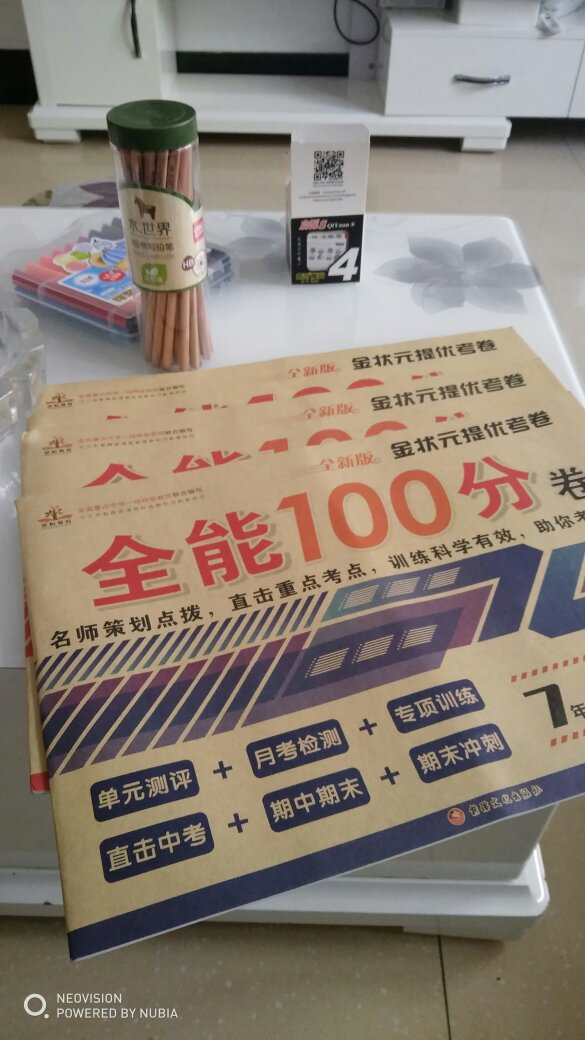 木.世界
HB
QiYuan S
4
全新版
金状元提优考卷
全新版
金状元提优考卷
全新版
金状元提优考卷
全能100分
卷
名师策划点拨，直击重点考点，训练科学有效，助你考
7年
单元测评 + 月考检测 + 专项训练
直击中考 + 期中期末 + 期末冲刺
NEOVISION
POWERED BY NUBIA